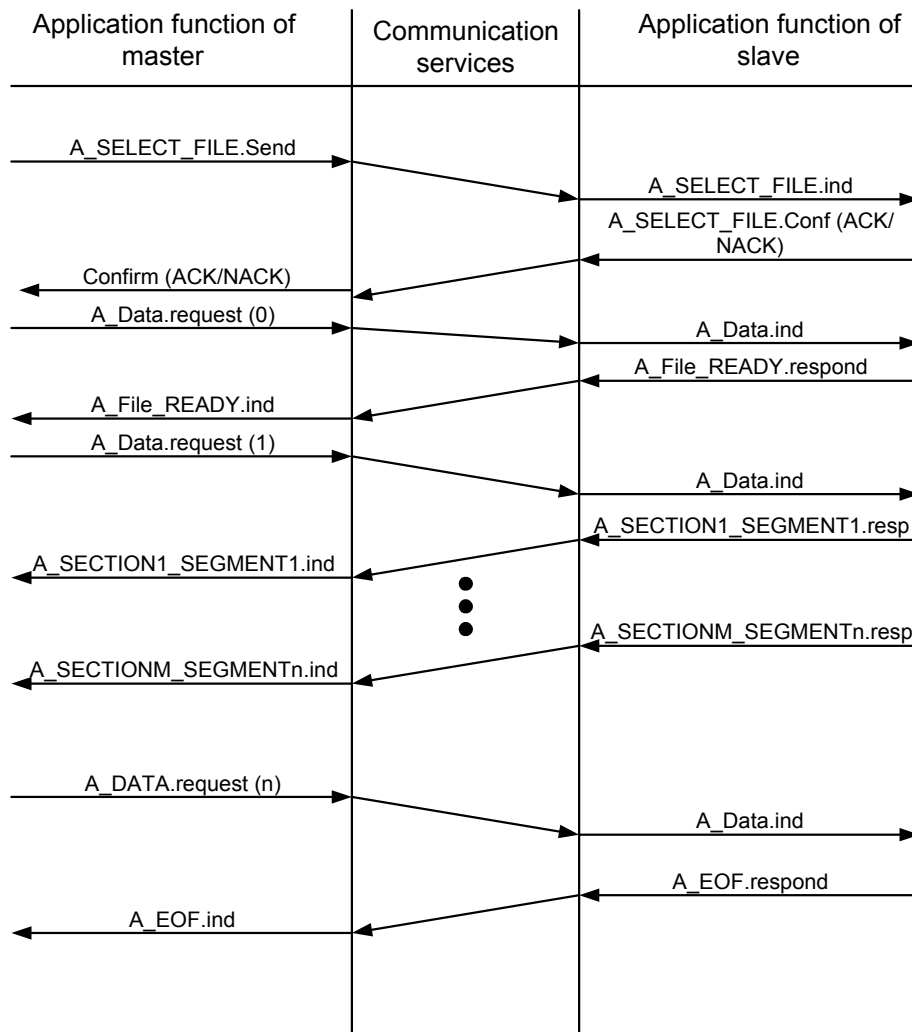 Application function of
master
Communication
services
Application function of
slave
A_SELECT_FILE.Send
A_SELECT_FILE.ind
A_SELECT_FILE.Conf (ACK/
NACK)
Confirm (ACK/NACK)
A_Data.request (0)
A_Data.ind
A_File_READY.respond
A_File_READY.ind
A_Data.request (1)
A_Data.ind
A_SECTION1_SEGMENT1.resp
A_SECTION1_SEGMENT1.ind
A_SECTIONM_SEGMENTn.resp
A_SECTIONM_SEGMENTn.ind
A_DATA.request (n)
A_Data.ind
A_EOF.respond
A_EOF.ind